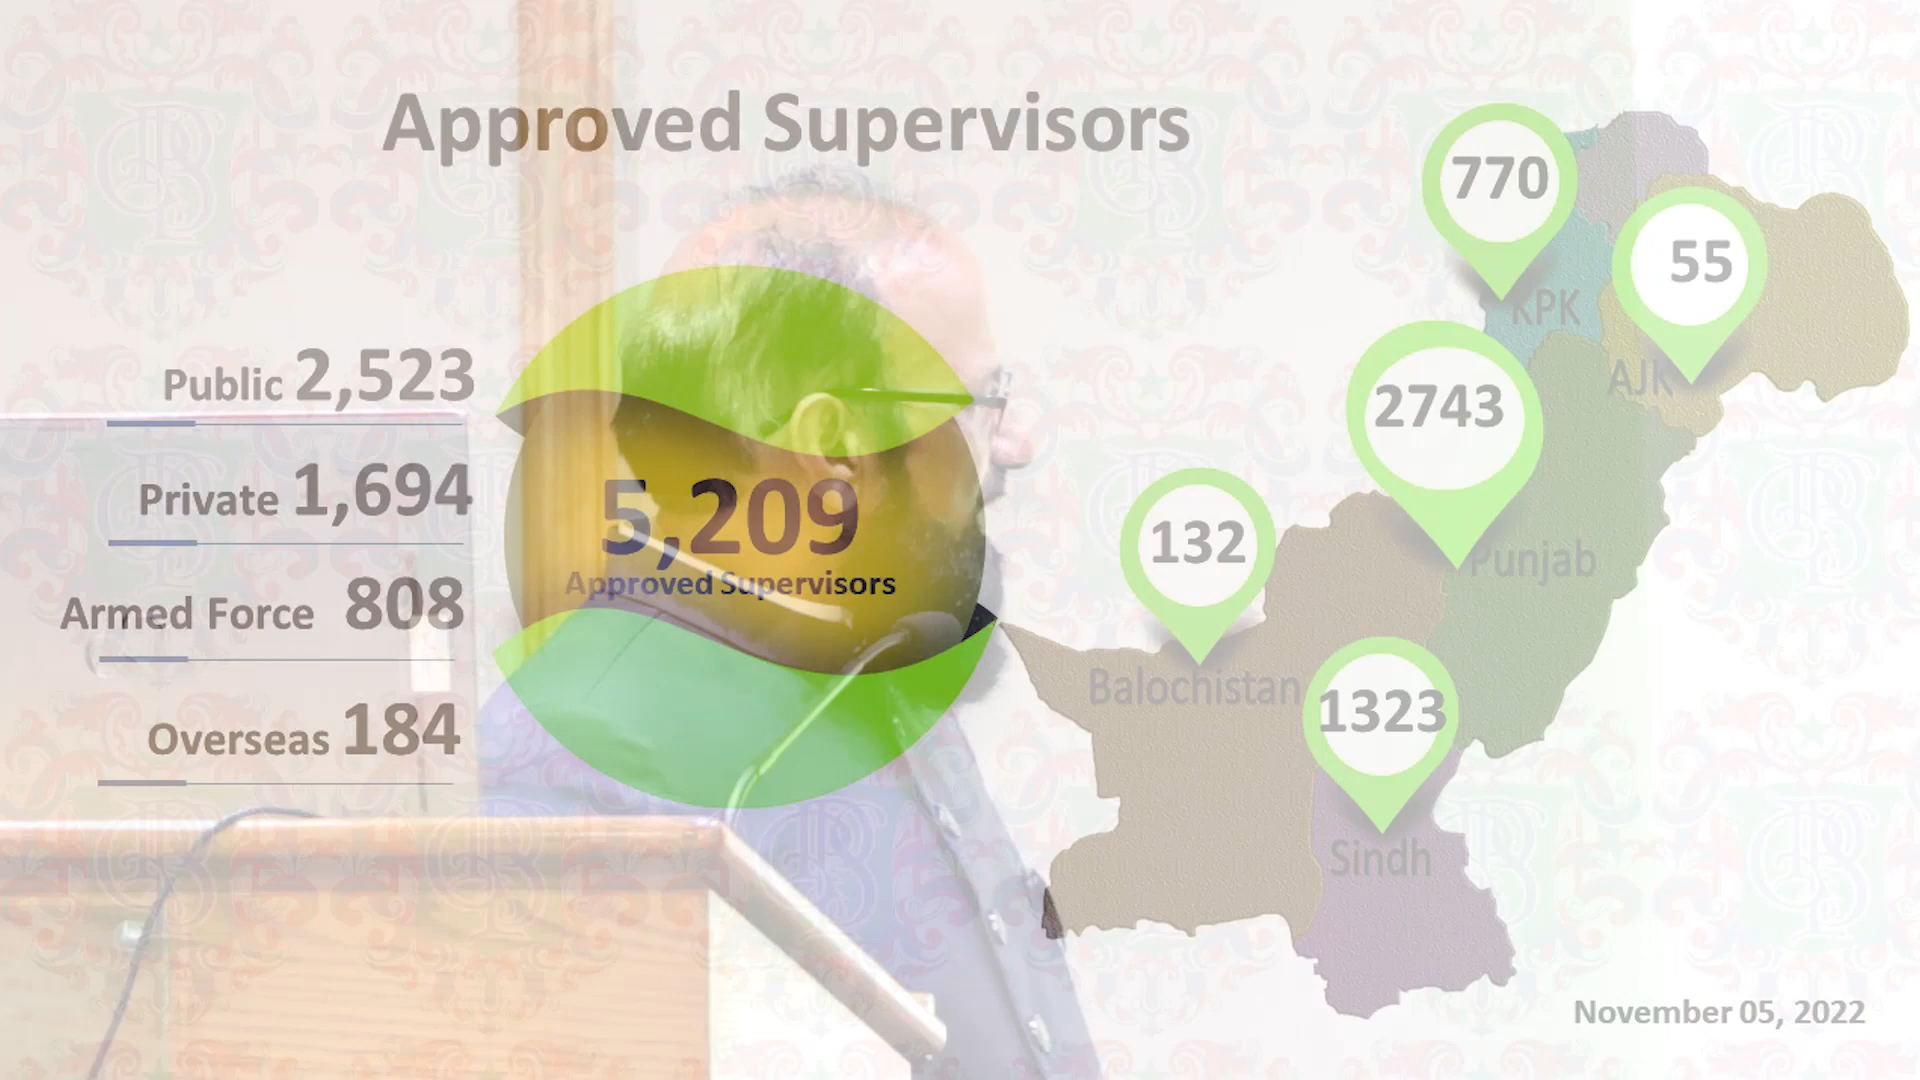 Approved Supervisors
Public 2,523
Private 1,694
Armed Force 808
Overseas 184
5,209
Approved Supervisors
770
55
KPK
AJK
2743
132
Punjab
Balochistan
1323
Sindh
November 05, 2022